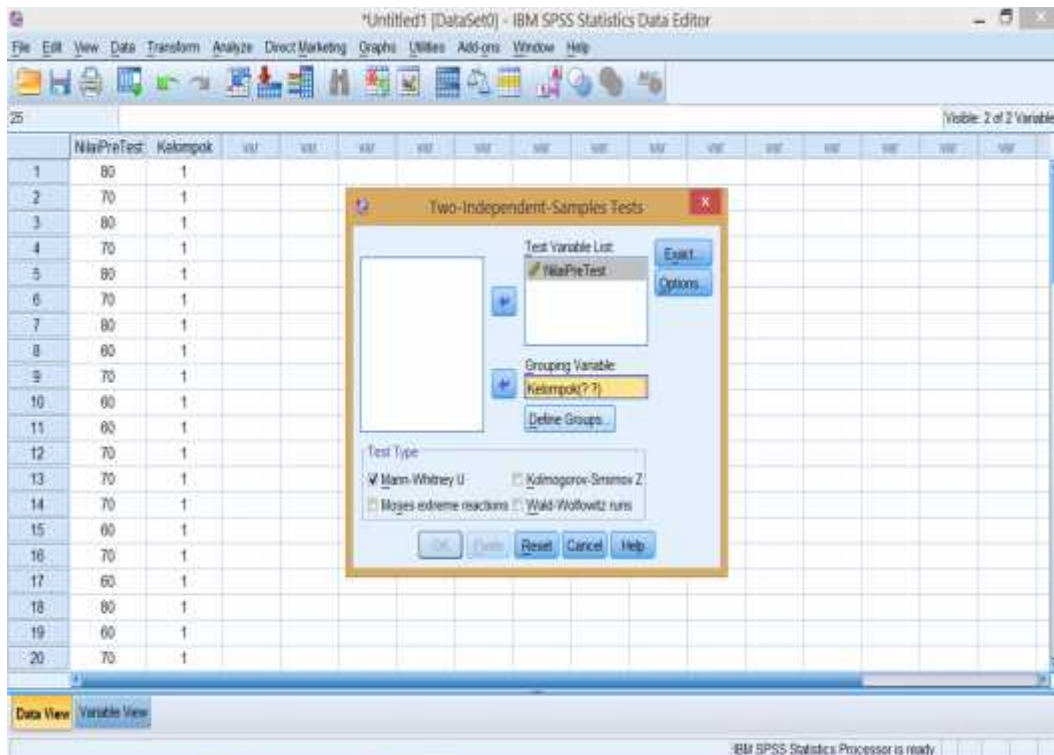 *Untitled1 [DataSet0] - IBM SPSS Statistics Data Editor
File Edit View Data Transform Analyze Direct Marketing Graphs Utilities Add-ons Window Help
25
Visible: 2 of 2 Variable
NilaiPreTest Kelompok var var var var var var var var var var var var var
1 80 1
2 70 1
3 80 1
4 70 1
5 80 1
6 70 1
7 80 1
8 60 1
9 70 1
10 60 1
11 60 1
12 70 1
13 70 1
14 70 1
15 60 1
16 70 1
17 60 1
18 80 1
19 60 1
20 70 1
Two-Independent-Samples Tests
Test Variable List:
NilaiPreTest
Exact...
Options...
Grouping Variable:
Kelompok(? ?)
Define Groups...
Test Type
Mann-Whitney U Kolmogorov-Smirnov Z
Moses extreme reactions Wald-Wolfowitz runs
OK Paste Reset Cancel Help
Data View Variable View
IBM SPSS Statistics Processor is ready